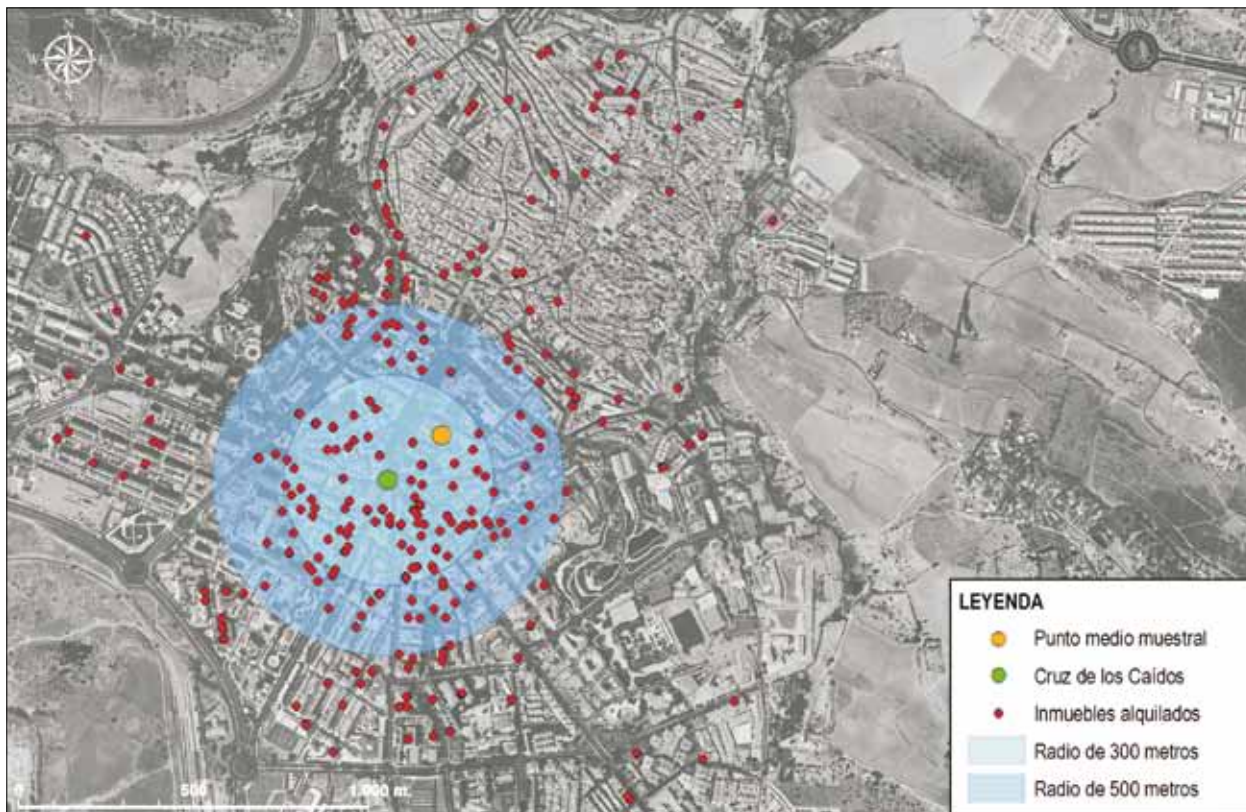 N
W
LEYENDA
Punto medio muestral
Cruz de los Caídos
Inmuebles alquilados
Radio de 300 metros
Radio de 500 metros
0 500 1.000 m.